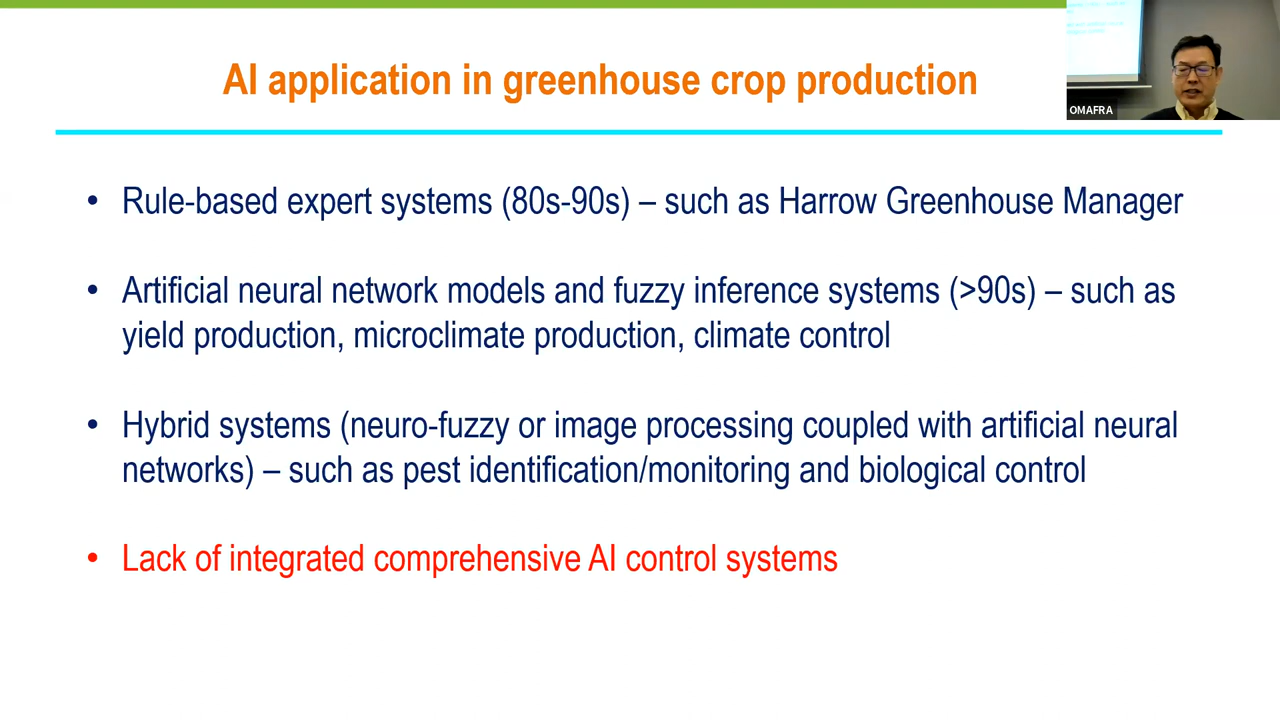 AI application in greenhouse crop production
OMAFRA
• Rule-based expert systems (80s-90s) – such as Harrow Greenhouse Manager
• Artificial neural network models and fuzzy inference systems (>90s) – such as
yield production, microclimate production, climate control
• Hybrid systems (neuro-fuzzy or image processing coupled with artificial neural
networks) – such as pest identification/monitoring and biological control
• Lack of integrated comprehensive AI control systems